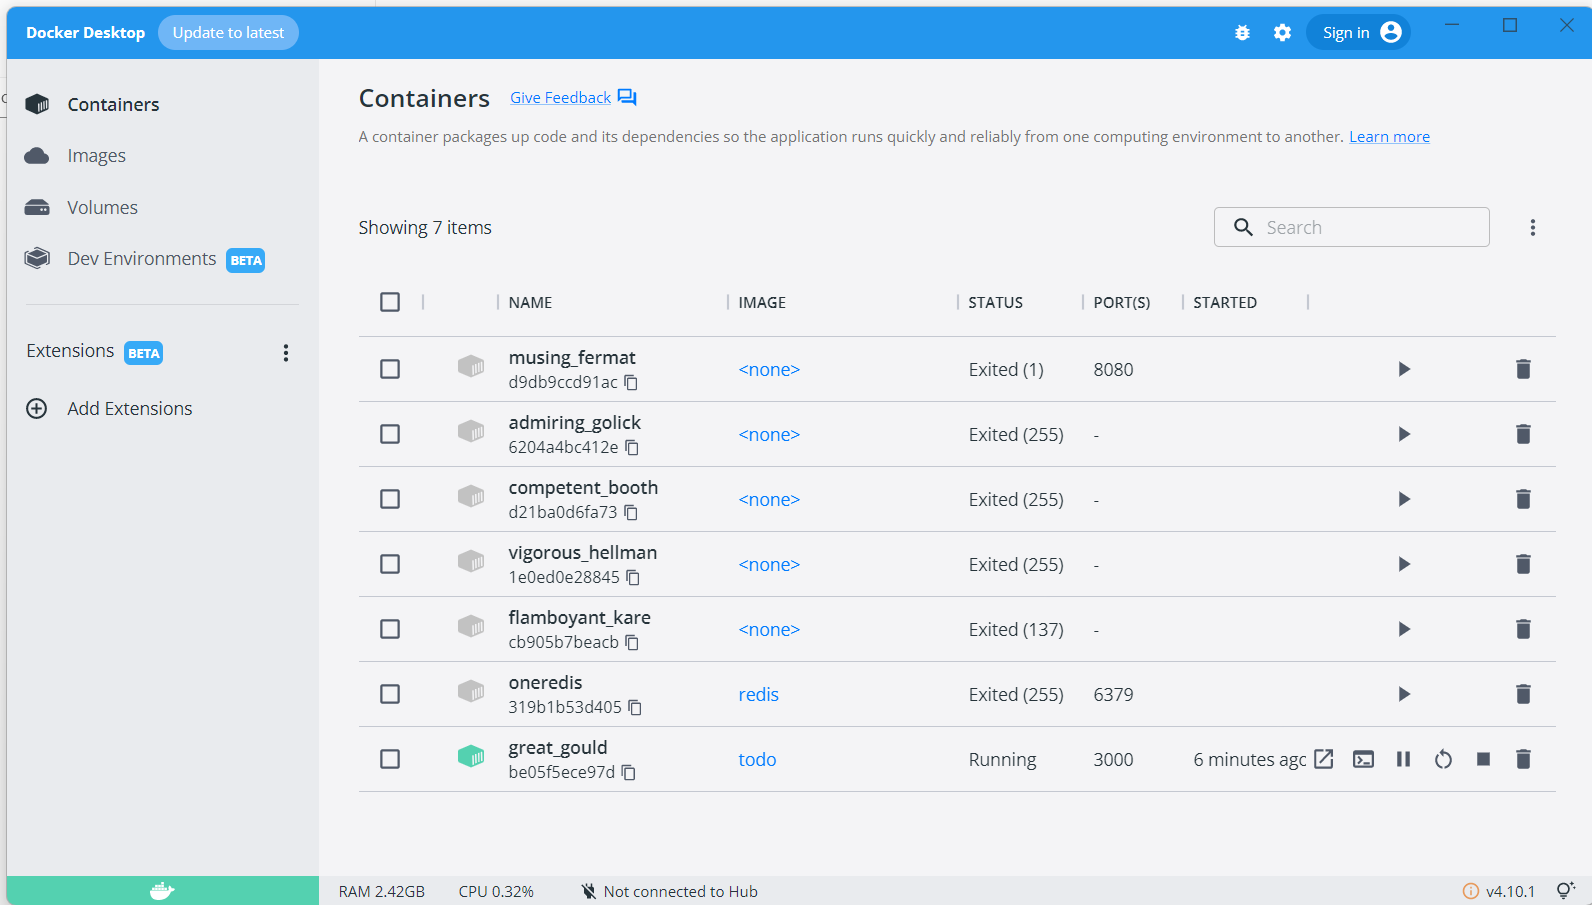 Docker Desktop Update to latest Sign in
Containers
Images
Volumes
Dev Environments BETA
Extensions BETA
Add Extensions
Containers Give Feedback
A container packages up code and its dependencies so the application runs quickly and reliably from one computing environment to another. Learn more
Showing 7 items Search
NAME IMAGE STATUS PORT(S) STARTED
musing_fermat
d9db9ccd91ac <none> Exited (1) 8080
admiring_golick
6204a4bc412e <none> Exited (255) -
competent_booth
d21ba0d6fa73 <none> Exited (255) -
vigorous_hellman
1e0ed0e28845 <none> Exited (255) -
flamboyant_kare
cb905b7beacb <none> Exited (137) -
oneredis
319b1b53d405 redis Exited (255) 6379
great_gould
be05f5ece97d todo Running 3000 6 minutes ago
RAM 2.42GB CPU 0.32% Not connected to Hub v4.10.1